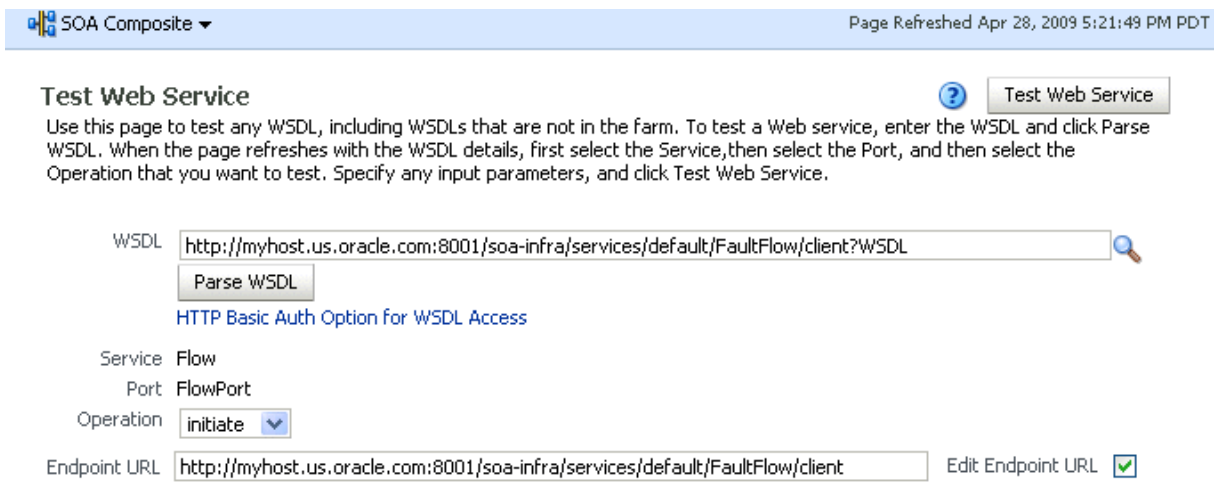 SOA Composite
Page Refreshed Apr 28, 2009 5:21:49 PM PDT
Test Web Service
Test Web Service
Use this page to test any WSDL, including WSDLs that are not in the farm. To test a Web service, enter the WSDL and click Parse
WSDL. When the page refreshes with the WSDL details, first select the Service,then select the Port, and then select the
Operation that you want to test. Specify any input parameters, and click Test Web Service.
WSDL http://myhost.us.oracle.com:8001/soa-infra/services/default/FaultFlow/client?WSDL
Parse WSDL
HTTP Basic Auth Option for WSDL Access
Service Flow
Port FlowPort
Operation initiate
Endpoint URL http://myhost.us.oracle.com:8001/soa-infra/services/default/FaultFlow/client Edit Endpoint URL